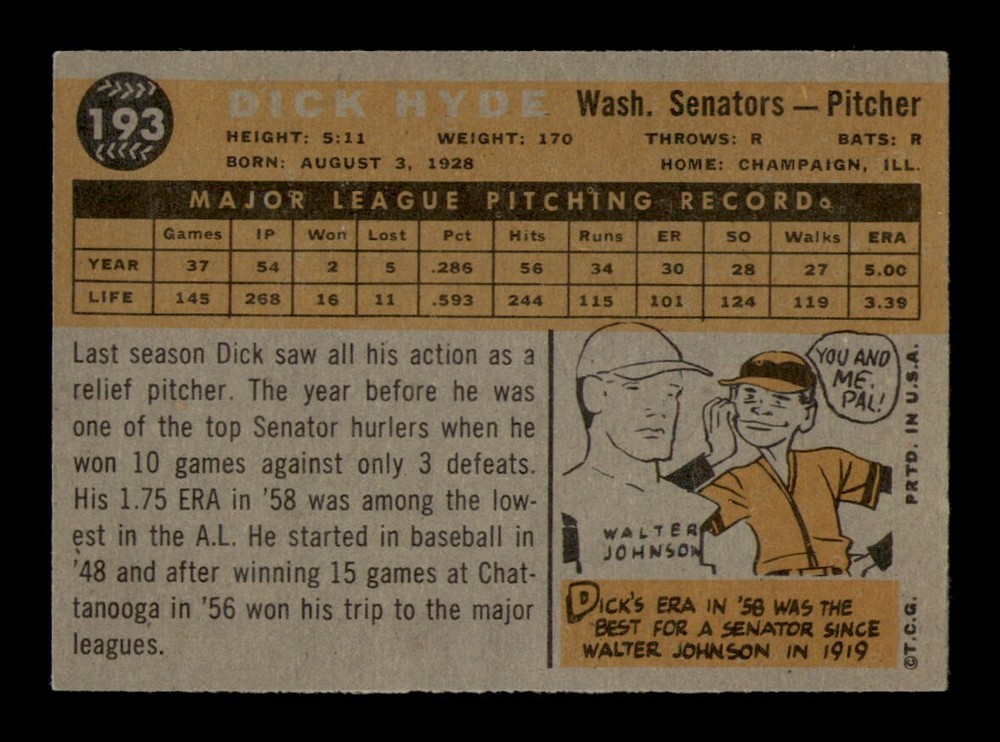 193
DICK HYDE Wash. Senators — Pitcher
HEIGHT: 5:11 WEIGHT: 170 THROWS: R BATS: R
BORN: AUGUST 3, 1928 HOME: CHAMPAIGN, ILL.
MAJOR LEAGUE PITCHING RECORD
Games IP Won Lost Pct Hits Runs ER SO Walks ERA
YEAR 37 54 2 5 .286 56 34 30 28 27 5.00
LIFE 145 268 16 11 .593 244 115 101 124 119 3.39
Last season Dick saw all his action as a
relief pitcher. The year before he was
one of the top Senator hurlers when he
won 10 games against only 3 defeats.
His 1.75 ERA in '58 was among the low-
est in the A.L. He started in baseball in
'48 and after winning 15 games at Chat-
tanooga in '56 won his trip to the major
leagues.
YOU AND
ME,
PAL!
WALTER
JOHNSON
DICK'S ERA IN '58 WAS THE
BEST FOR A SENATOR SINCE
WALTER JOHNSON IN 1919
©T.C.G. PRTD. IN U.S.A.